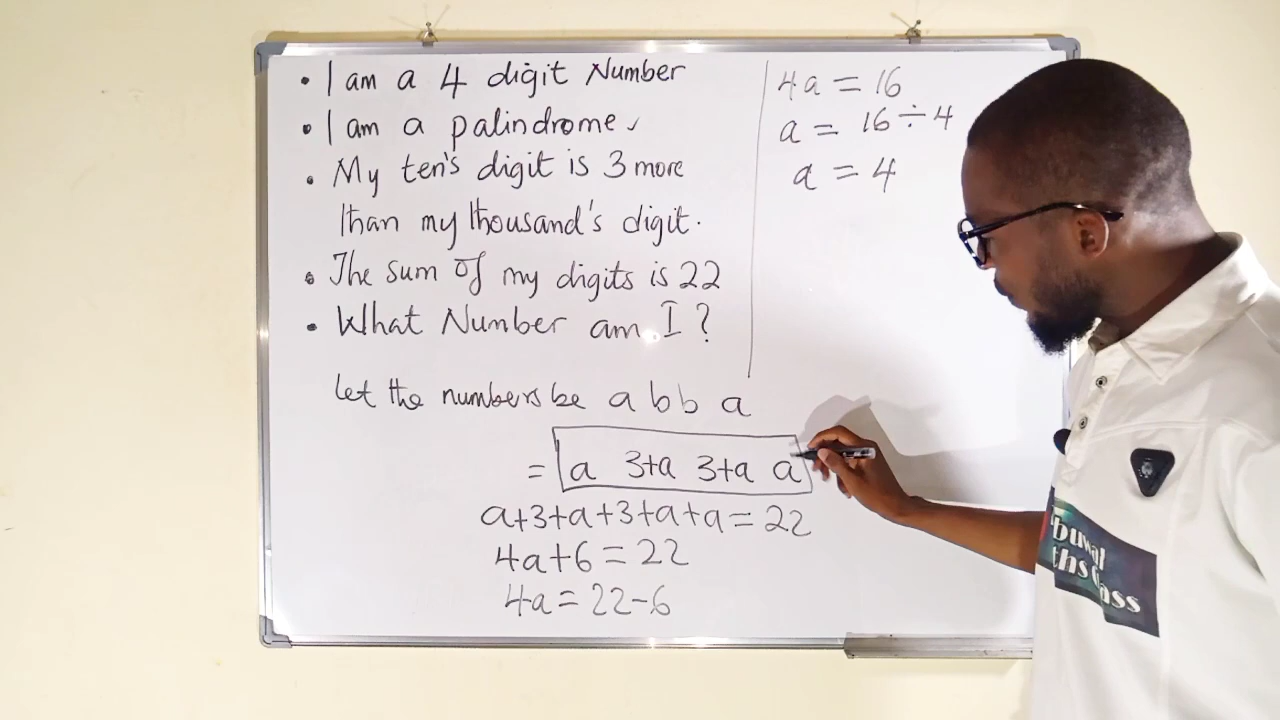 • I am a 4 digit Number
• I am a palindrome
• My ten's digit is 3 more
than my thousand's digit.
• The sum of my digits is 22
• What Number am I?
let the numbers be a b b a
= a 3+a 3+a a
a+3+a+3+a+a=22
4a+6=22
4a=22-6
4a=16
a = 16÷4
a = 4